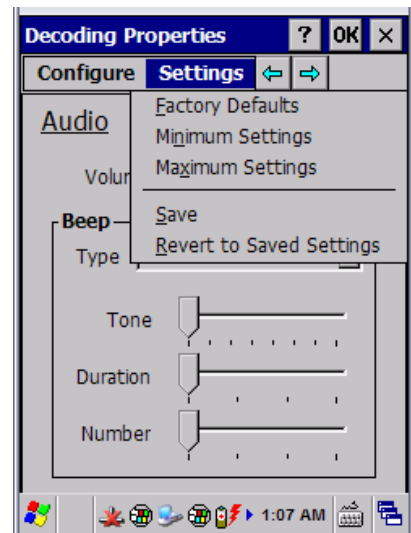 Decoding Properties ? OK ×
Configure Settings
Factory Defaults
Minimum Settings
Maximum Settings
Save
Revert to Saved Settings
Audio
Beep
Type
Tone
Duration
Number
1:07 AM